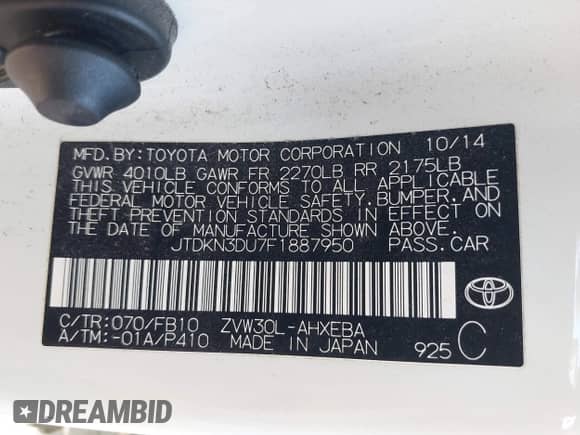 MFD.BY:TOYOTA MOTOR CORPORATION 10/14
GVWR 4010LB GAWR FR 2270LB RR 2175LB
THIS VEHICLE CONFORMS TO ALL APPLICABLE
FEDERAL MOTOR VEHICLE SAFETY,BUMPER,AND
THEFT PREVENTION STANDARDS IN EFFECT ON
THE DATE OF MANUFACTURE SHOWN ABOVE.
JTDKN3DU7F1887950 PASS.CAR
C/TR:070/FB10 ZVW30L-AHXEBA
A/TM:-01A/P410 MADE IN JAPAN 925 C
DREAMBID